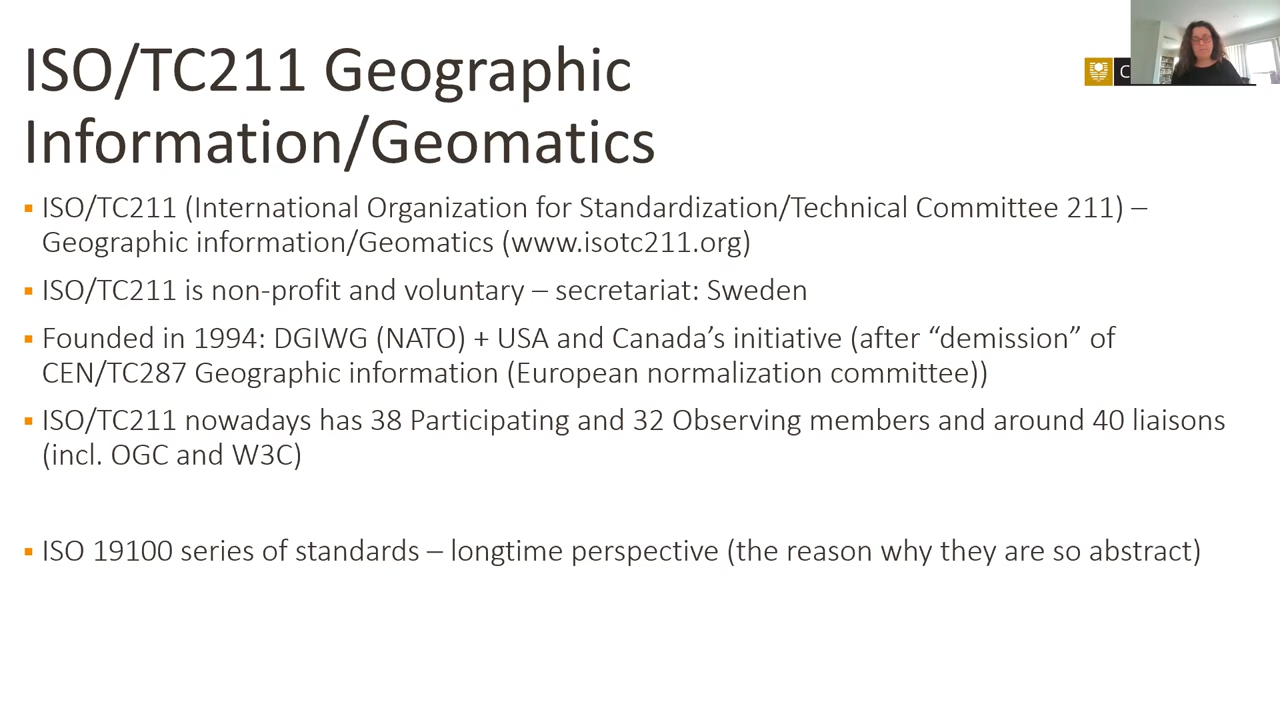 ISO/TC211 Geographic
Information/Geomatics
▪ ISO/TC211 (International Organization for Standardization/Technical Committee 211) –
Geographic information/Geomatics (www.isotc211.org)
▪ ISO/TC211 is non-profit and voluntary – secretariat: Sweden
▪ Founded in 1994: DGIWG (NATO) + USA and Canada’s initiative (after “demission” of
CEN/TC287 Geographic information (European normalization committee))
▪ ISO/TC211 nowadays has 38 Participating and 32 Observing members and around 40 liaisons
(incl. OGC and W3C)
▪ ISO 19100 series of standards – longtime perspective (the reason why they are so abstract)